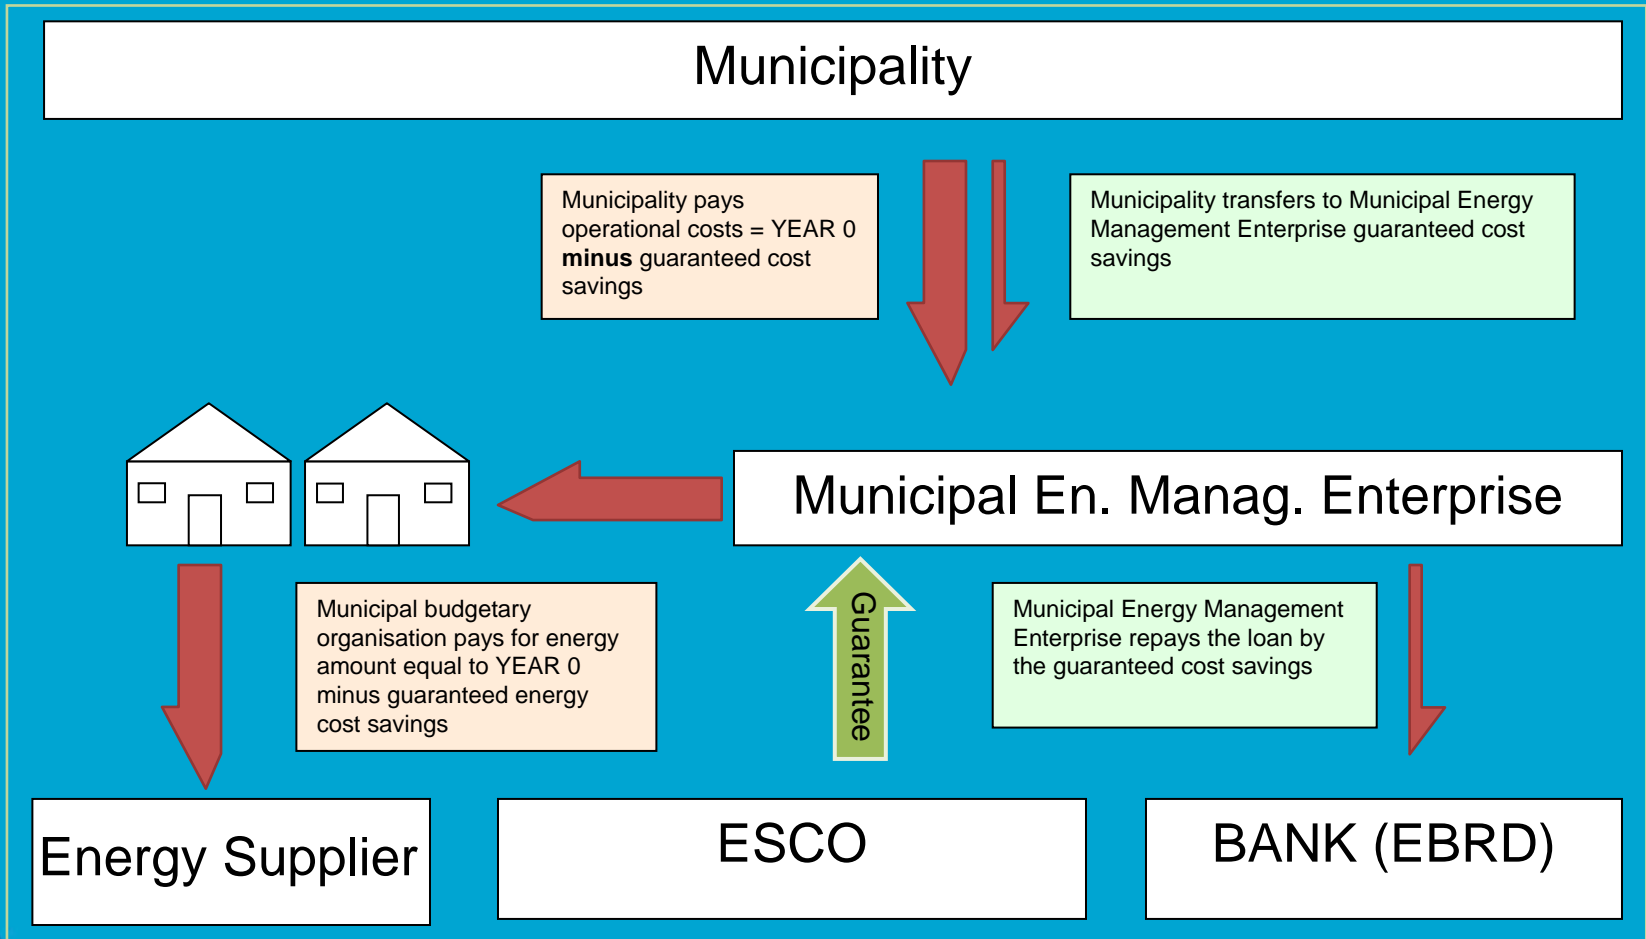 Municipality
Municipality pays
operational costs = YEAR 0
minus guaranteed cost
savings
Municipality transfers to Municipal Energy
Management Enterprise guaranteed cost
savings
Municipal En. Manag. Enterprise
Municipal budgetary
organisation pays for energy
amount equal to YEAR 0
minus guaranteed energy
cost savings
Guarantee
Municipal Energy Management
Enterprise repays the loan by
the guaranteed cost savings
Energy Supplier
ESCO
BANK (EBRD)